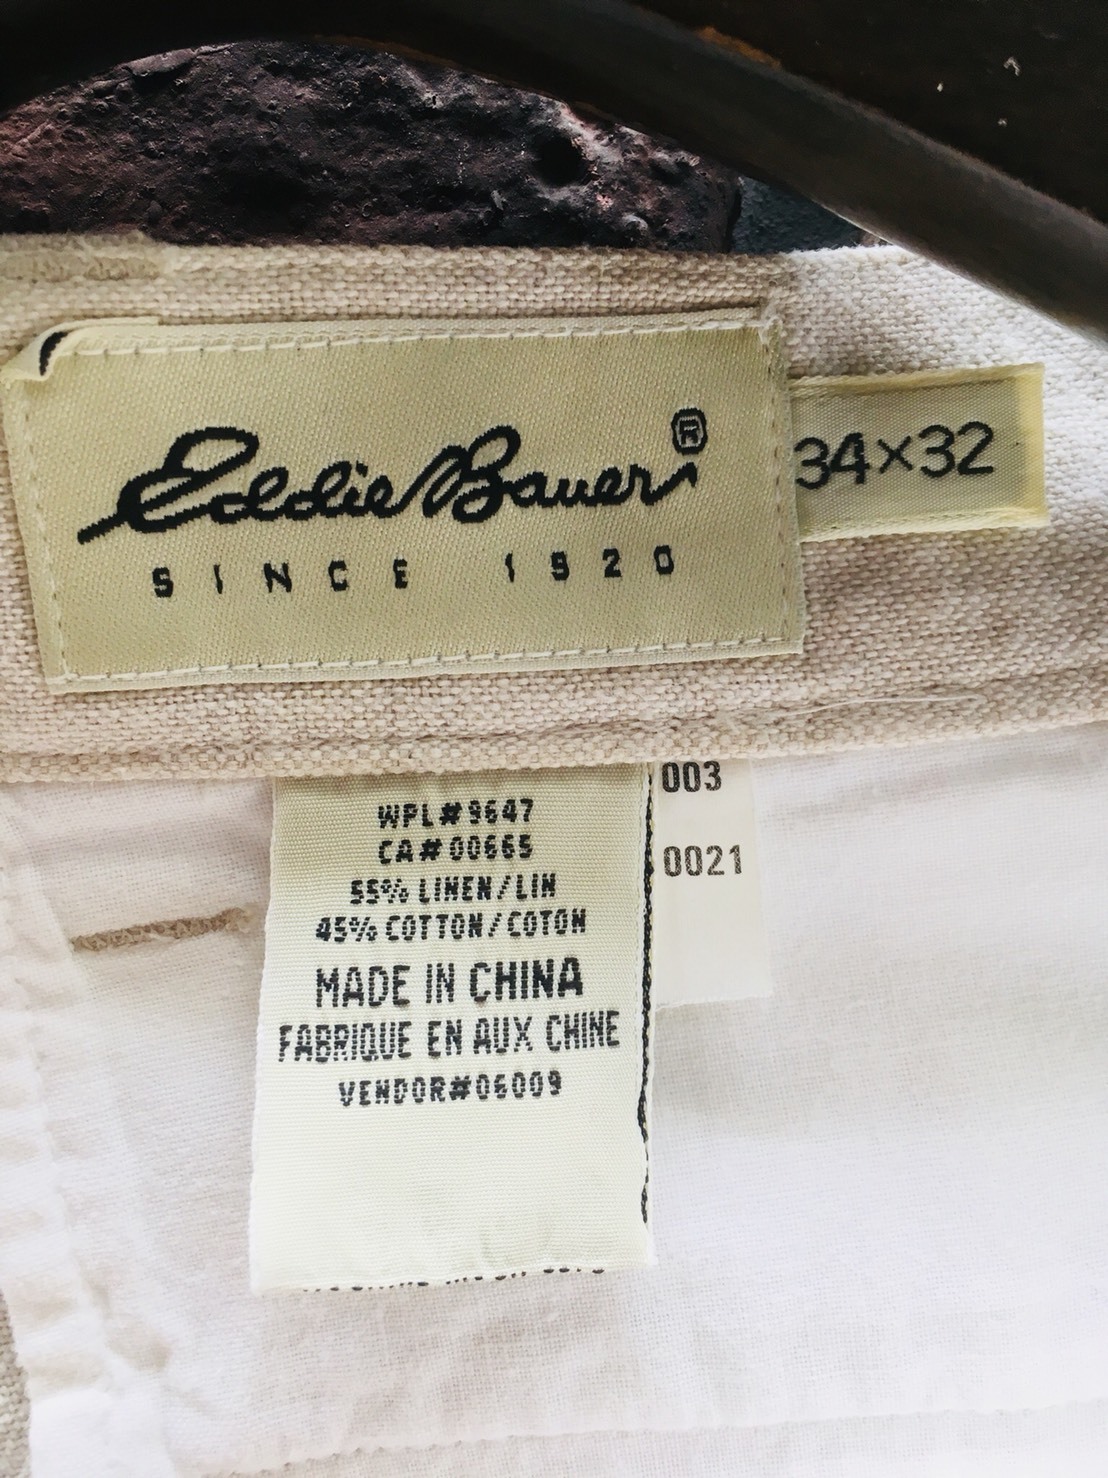 Eddie Bauer®
SINCE 1920
34×32
003
0021
WPL#9647
CA#00665
55% LINEN/LIN
45% COTTON/COTON
MADE IN CHINA
FABRIQUE EN AUX CHINE
VENDOR#06009